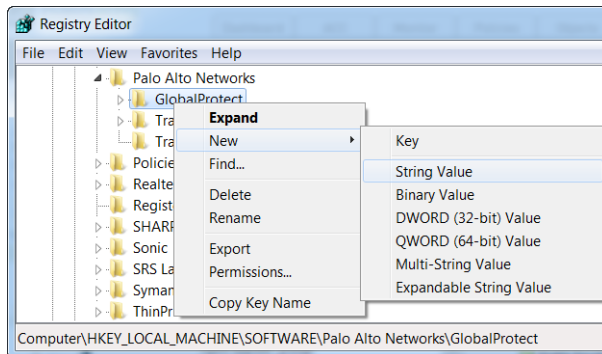 Registry Editor
File Edit View Favorites Help
Palo Alto Networks
GlobalProtect
Tra
Tra
Policie
Realte
Regist
SHARP
Sonic
SRS La
Syman
ThinPr
Expand
New
Find...
Delete
Rename
Export
Permissions...
Copy Key Name
Key
String Value
Binary Value
DWORD (32-bit) Value
QWORD (64-bit) Value
Multi-String Value
Expandable String Value
Computer\HKEY_LOCAL_MACHINE\SOFTWARE\Palo Alto Networks\GlobalProtect